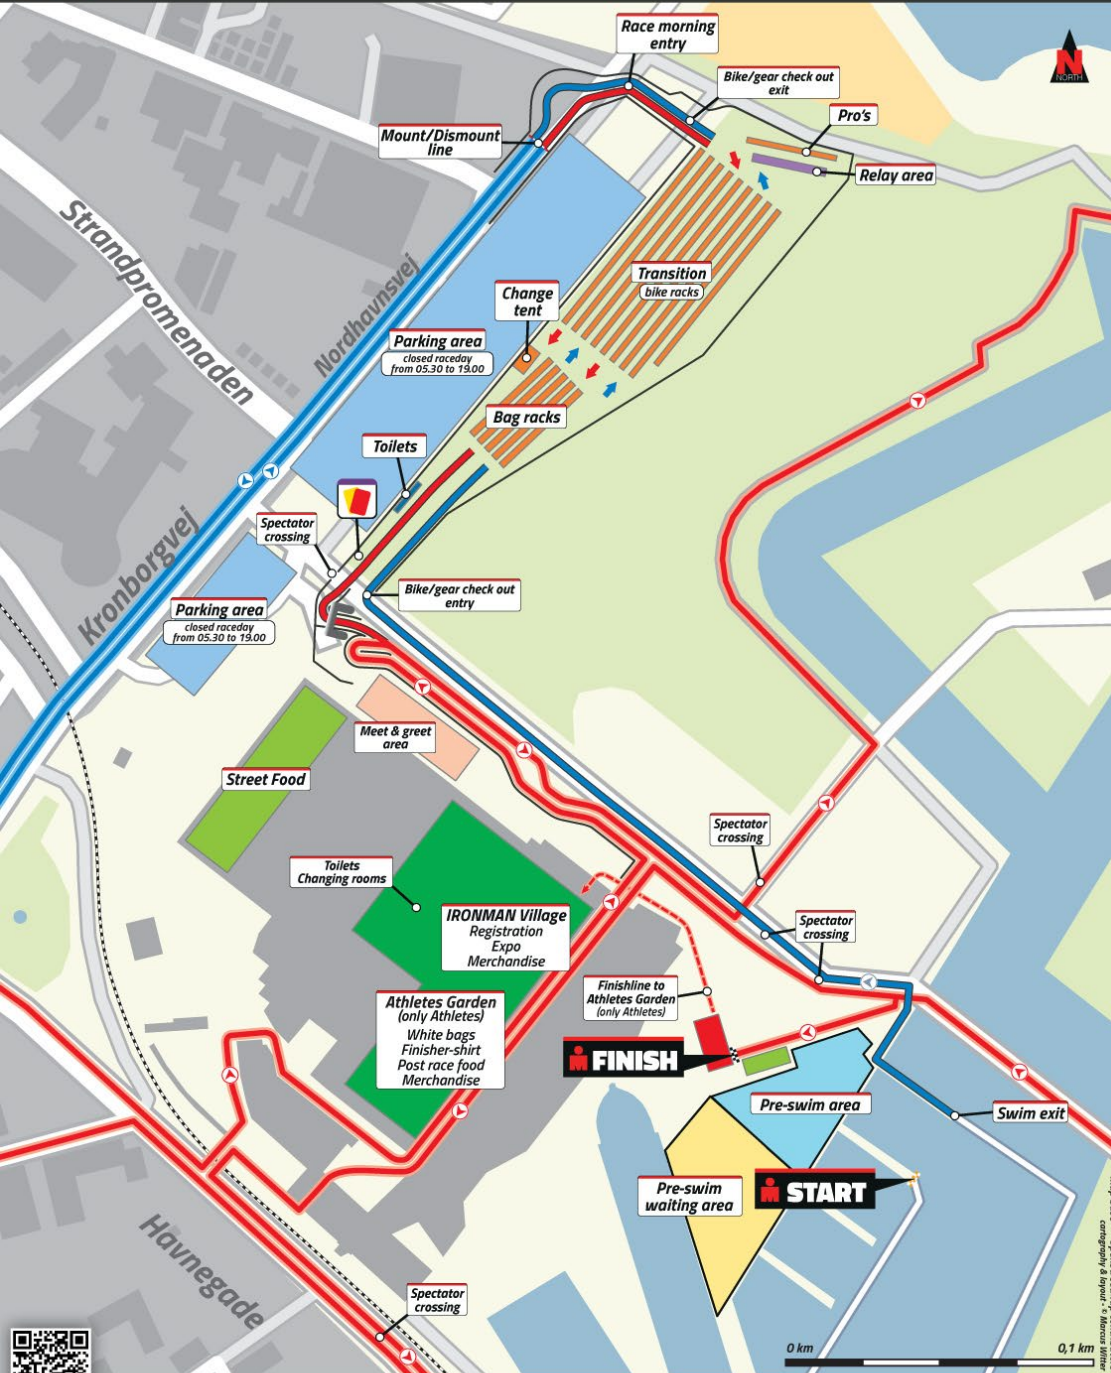 Race morning
entry
NORTH
Bike/gear check out
exit
Pro's
Mount/Dismount
line
Relay area
Strandpromenaden
Nordhavnsvej
Transition
bike racks
Change
tent
Parking area
closed raceday
from 05.30 to 19.00
Bag racks
Toilets
Spectator
crossing
Kronborgvej
Bike/gear check out
entry
Parking area
closed raceday
from 05.30 to 19.00
Meet & greet
area
Street Food
Spectator
crossing
Toilets
Changing rooms
IRONMAN Village
Registration
Expo
Merchandise
Spectator
crossing
Finishline to
Athletes Garden
(only Athletes)
Athletes Garden
(only Athletes)
White bags
Finisher-shirt
Post race food
Merchandise
FINISH
Pre-swim area
Swim exit
START
Pre-swim
waiting area
Havnegade
Spectator
crossing
0 km
0,1 km
cartography & layout - © Marcus Witter